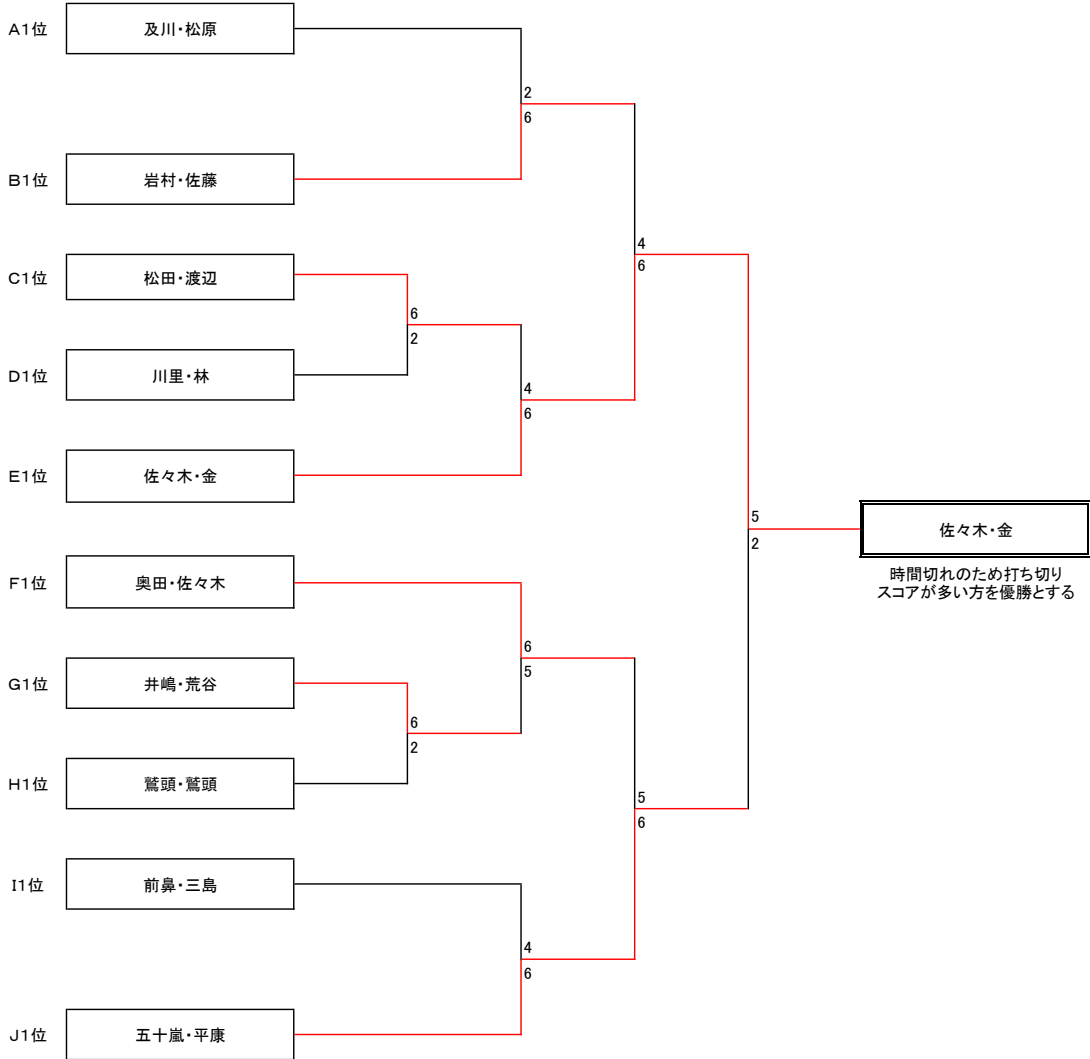 A1位
及川・松原
2
6
B1位
岩村・佐藤
4
6
C1位
松田・渡辺
6
2
D1位
川里・林
4
6
E1位
佐々木・金
5
2
佐々木・金
時間切れのため打ち切り
スコアが多い方を優勝とする
F1位
奥田・佐々木
6
5
G1位
井嶋・荒谷
6
2
H1位
鷲頭・鷲頭
5
6
I1位
前鼻・三島
4
6
J1位
五十嵐・平康